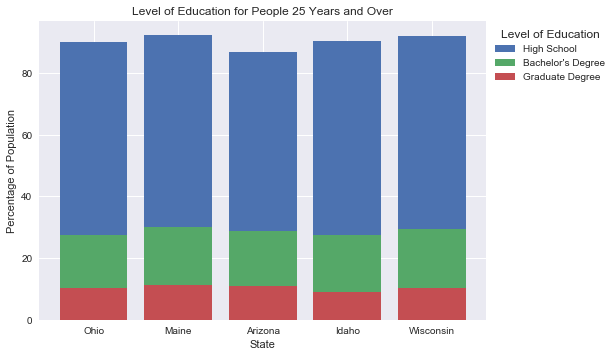 Level of Education for People 25 Years and Over
Level of Education
High School
Bachelor's Degree
Graduate Degree
Percentage of Population
80
60
40
20
0
Ohio
Maine
Arizona
Idaho
Wisconsin
State